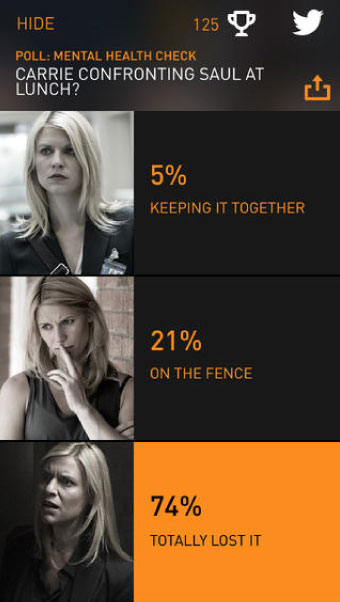 HIDE
125
POLL: MENTAL HEALTH CHECK
CARRIE CONFRONTING SAUL AT
LUNCH?
5%
KEEPING IT TOGETHER
21%
ON THE FENCE
74%
TOTALLY LOST IT